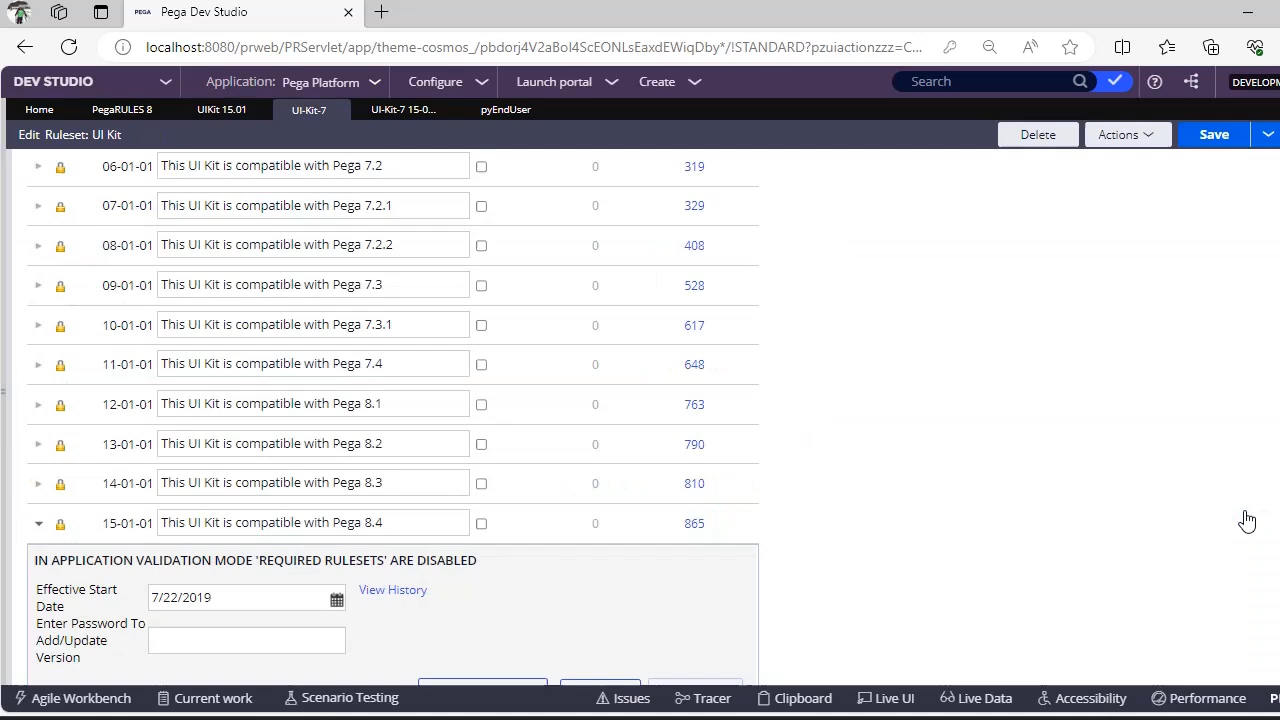 PEGA Pega Dev Studio
localhost:8080/prweb/PRServlet/app/theme-cosmos_/pbdorj4V2aBoI4ScEONLsEaxdEWiqDby*/!STANDARD?pzuiactionzzz=C...
DEV STUDIO Application: Pega Platform Configure Launch portal Create Search DEVELOPM
Home PegaRULES 8 UIKit 15.01 UI-Kit-7 UI-Kit-7 15-0... pyEndUser
Edit Ruleset: UI Kit Delete Actions Save
06-01-01 This UI Kit is compatible with Pega 7.2 0 319
07-01-01 This UI Kit is compatible with Pega 7.2.1 0 329
08-01-01 This UI Kit is compatible with Pega 7.2.2 0 408
09-01-01 This UI Kit is compatible with Pega 7.3 0 528
10-01-01 This UI Kit is compatible with Pega 7.3.1 0 617
11-01-01 This UI Kit is compatible with Pega 7.4 0 648
12-01-01 This UI Kit is compatible with Pega 8.1 0 763
13-01-01 This UI Kit is compatible with Pega 8.2 0 790
14-01-01 This UI Kit is compatible with Pega 8.3 0 810
15-01-01 This UI Kit is compatible with Pega 8.4 0 865
IN APPLICATION VALIDATION MODE 'REQUIRED RULESETS' ARE DISABLED
Effective Start
Date
7/22/2019
View History
Enter Password To
Add/Update
Version
Agile Workbench Current work Scenario Testing Issues Tracer Clipboard Live UI Live Data Accessibility Performance P